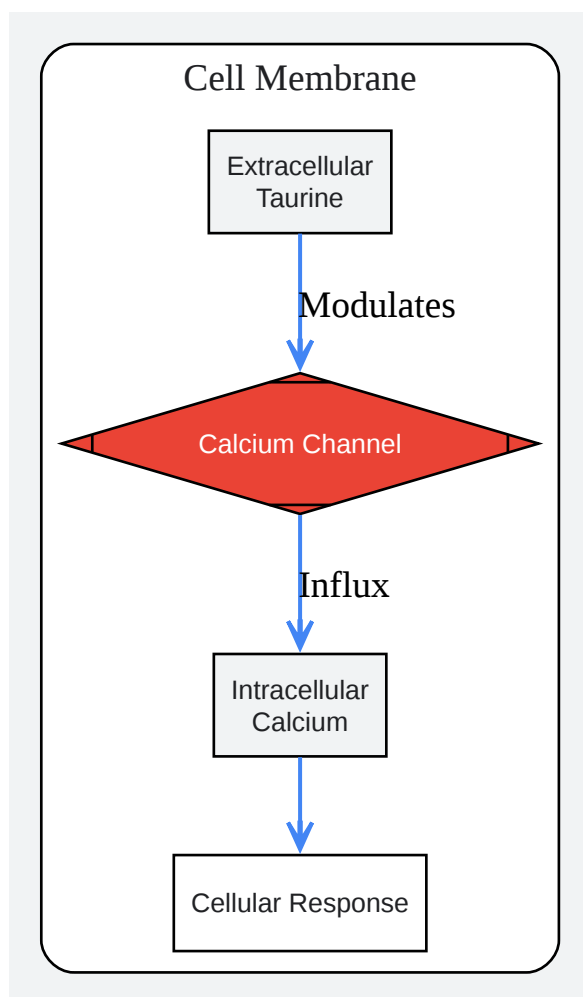 Cell Membrane
Extracellular
Taurine
Modulates
Calcium Channel
Influx
Intracellular
Calcium
Cellular Response